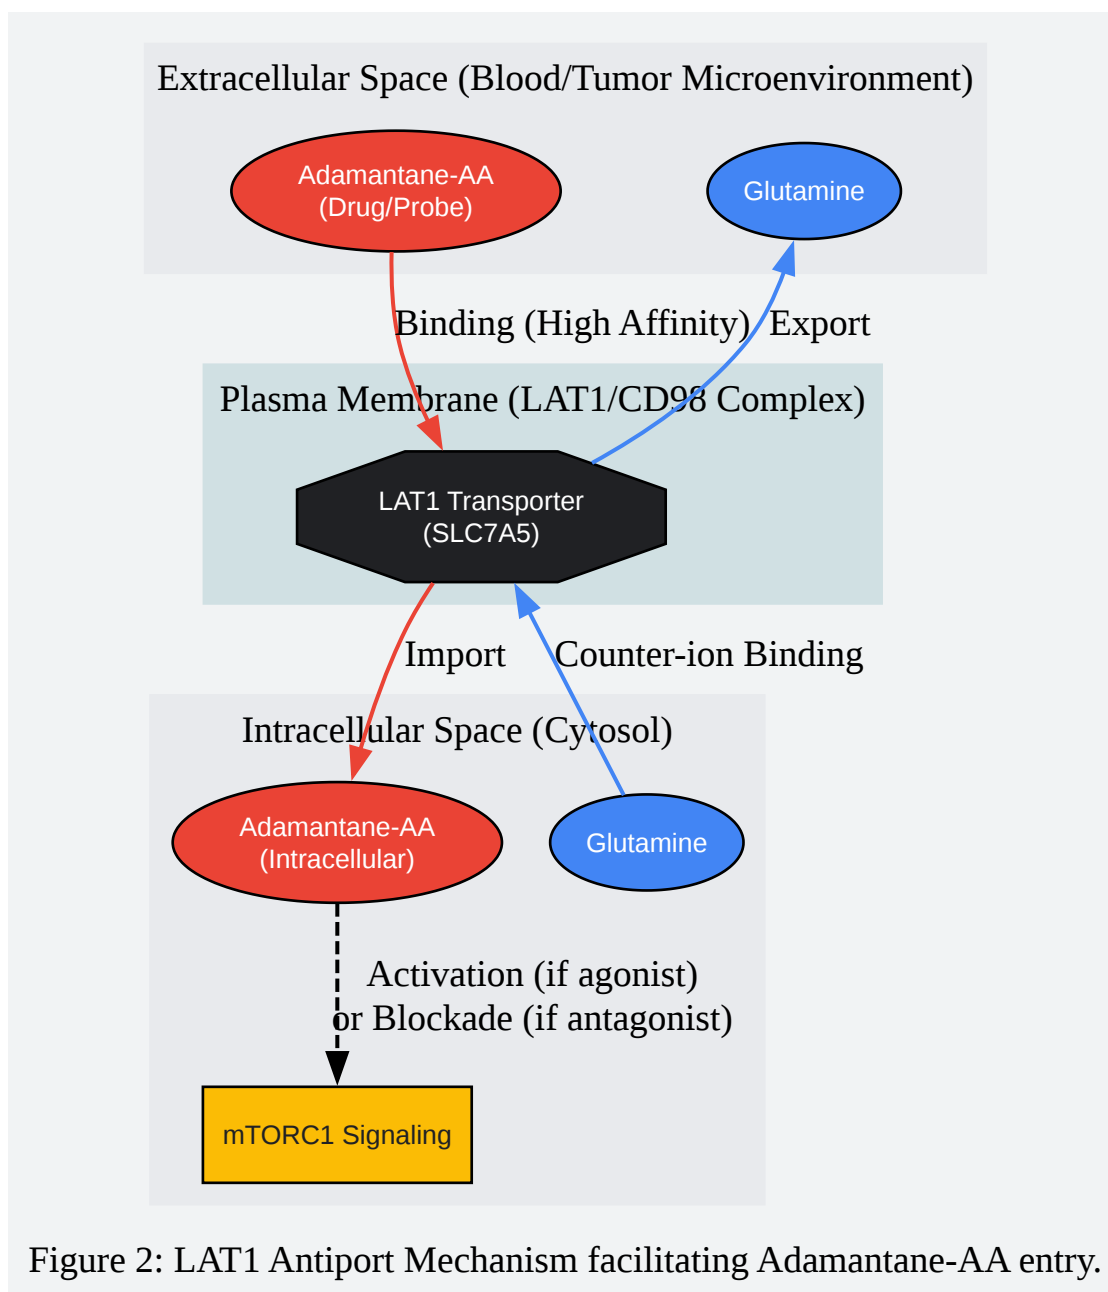 Extracellular Space (Blood/Tumor Microenvironment)
Adamantane-AA
(Drug/Probe)
Glutamine
Binding (High Affinity)
Export
Plasma Membrane (LAT1/CD98 Complex)
LAT1 Transporter
(SLC7A5)
Import
Counter-ion Binding
Intracellular Space (Cytosol)
Adamantane-AA
(Intracellular)
Glutamine
Activation (if agonist)
or Blockade (if antagonist)
mTORC1 Signaling
Figure 2: LAT1 Antiport Mechanism facilitating Adamantane-AA entry.